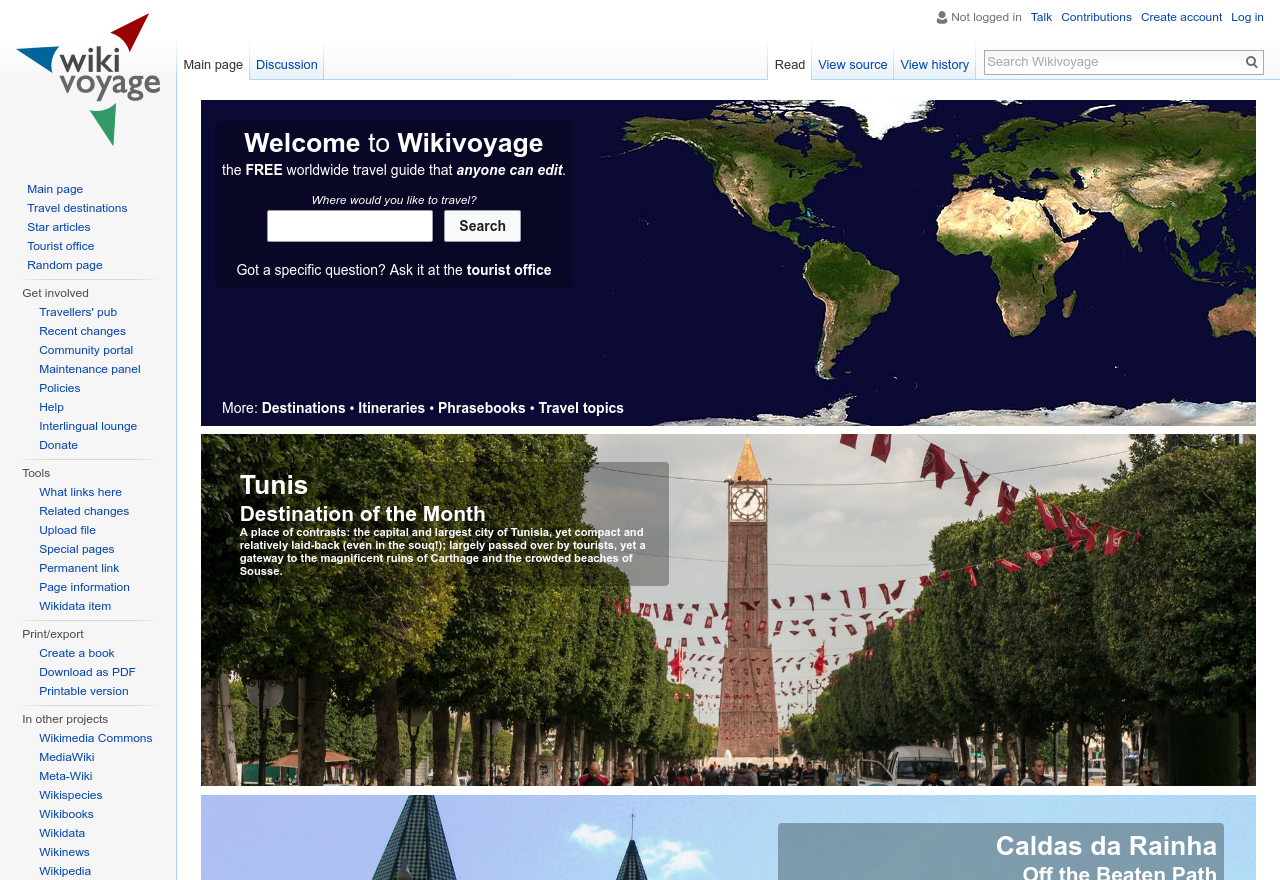 wiki
voyage
Not logged in Talk Contributions Create account Log in
Main page Discussion Read View source View history Search Wikivoyage
Main page
Travel destinations
Star articles
Tourist office
Random page
Get involved
Travellers' pub
Recent changes
Community portal
Maintenance panel
Policies
Help
Interlingual lounge
Donate
Tools
What links here
Related changes
Upload file
Special pages
Permanent link
Page information
Wikidata item
Print/export
Create a book
Download as PDF
Printable version
In other projects
Wikimedia Commons
MediaWiki
Meta-Wiki
Wikispecies
Wikibooks
Wikidata
Wikinews
Wikipedia
Welcome to Wikivoyage
the FREE worldwide travel guide that anyone can edit.
Where would you like to travel?
Search
Got a specific question? Ask it at the tourist office
More: Destinations • Itineraries • Phrasebooks • Travel topics
Tunis
Destination of the Month
A place of contrasts: the capital and largest city of Tunisia, yet compact and
relatively laid-back (even in the souq!); largely passed over by tourists, yet a
gateway to the magnificent ruins of Carthage and the crowded beaches of
Sousse.
Caldas da Rainha
Off the Beaten Path